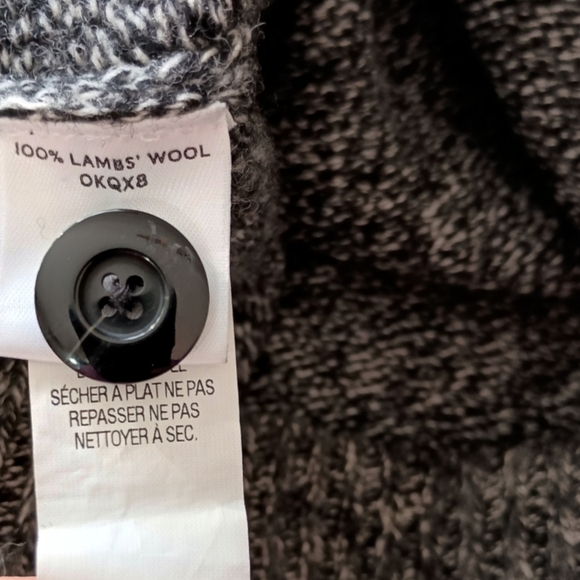 100% LAMBS' WOOL
OKQX8
SÉCHER A PLAT NE PAS
REPASSER NE PAS
NETTOYER À SEC.